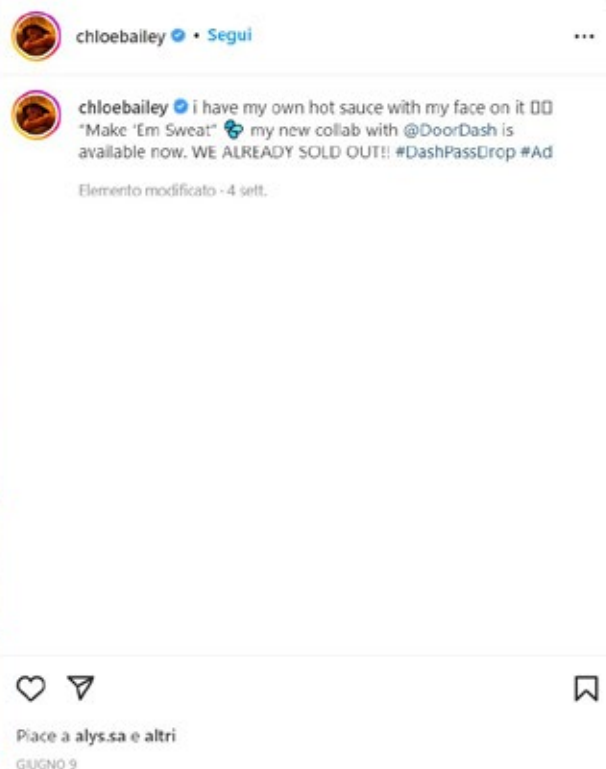 chloebailey • Segui
chloebailey i have my own hot sauce with my face on it
"Make 'Em Sweat" 💦 my new collab with @DoorDash is
available now. WE ALREADY SOLD OUT!! #DashPassDrop #Ad
Elemento modificato · 4 sett.
Piace a alys.sa e altri
GIUGNO 9